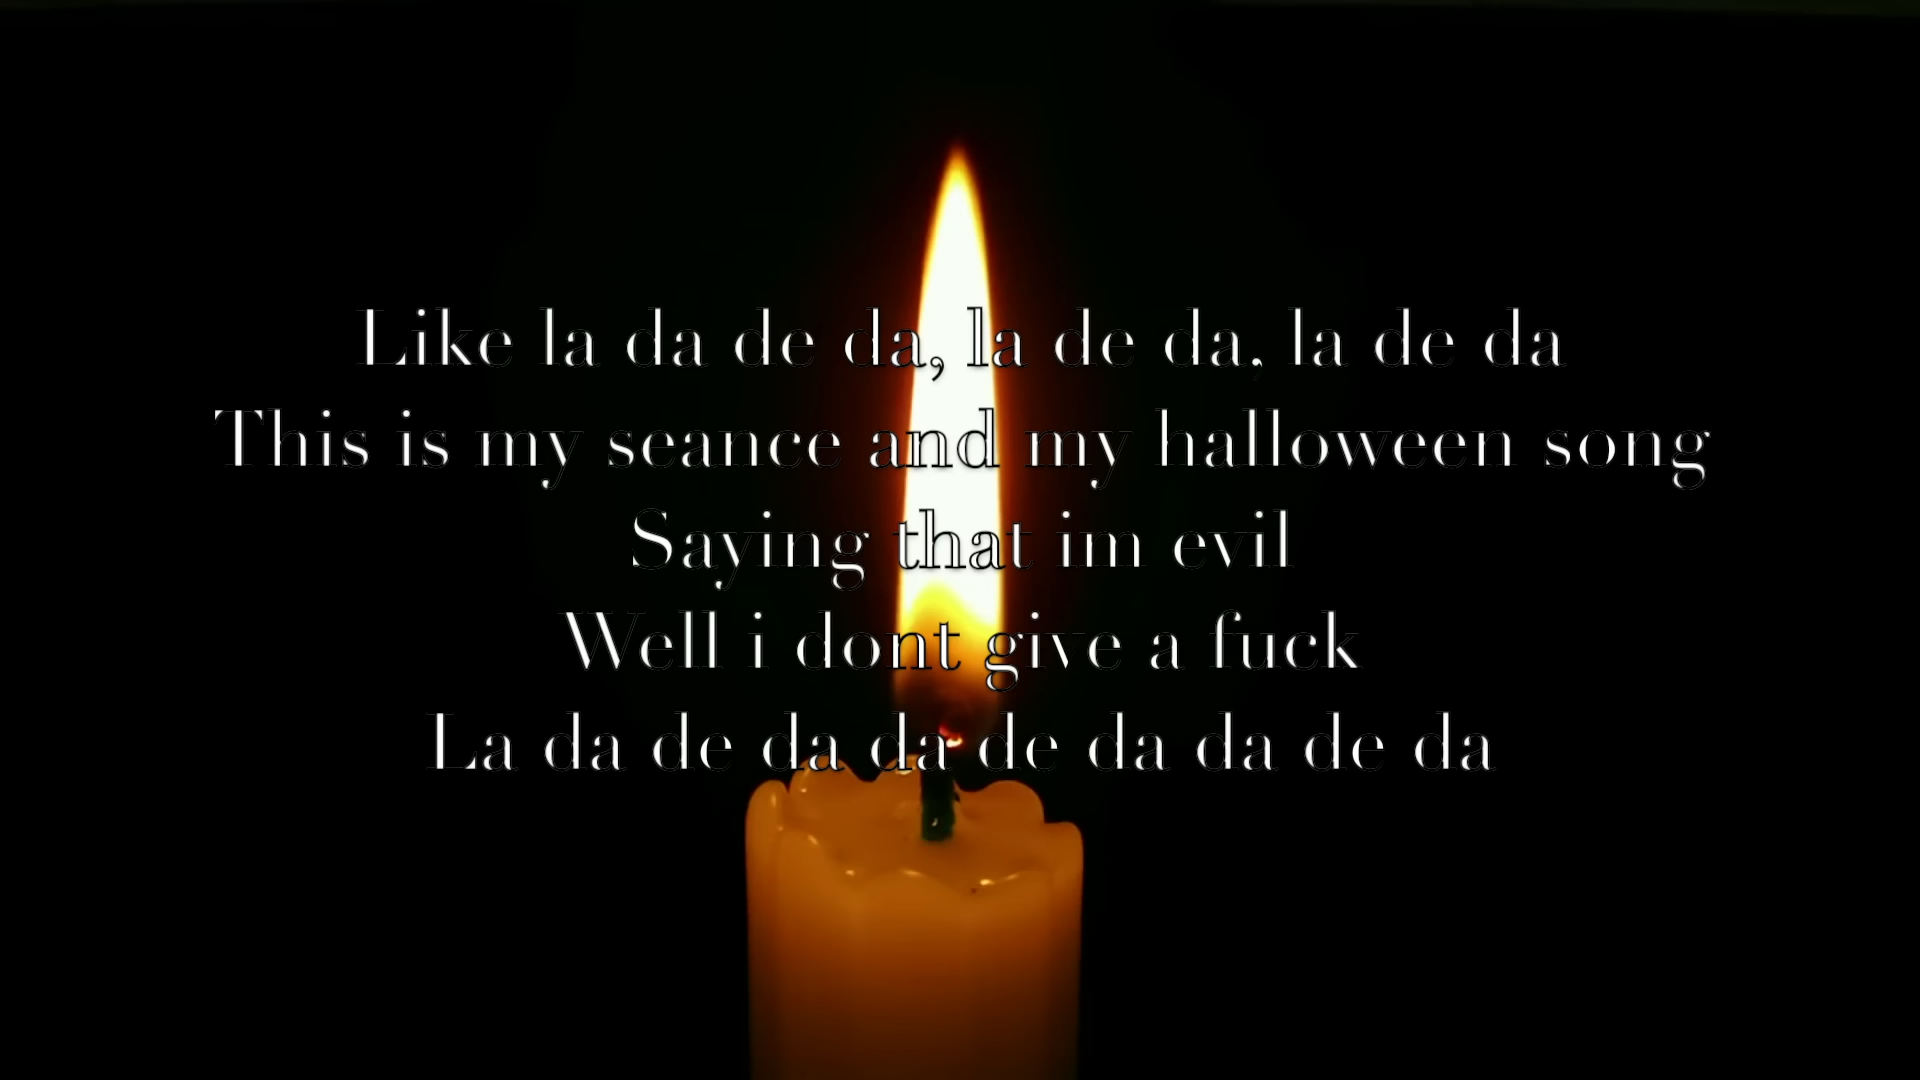 Like la da de da, la de da, la de da
This is my seance and my halloween song
Saying that im evil
Well i dont give a fuck
La da de da da de da da de da